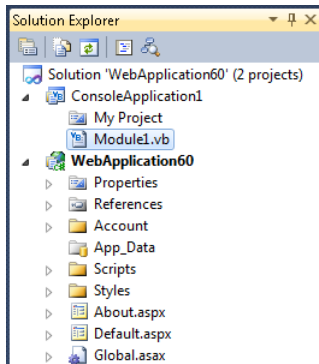 Solution Explorer
Solution 'WebApplication60' (2 projects)
ConsoleApplication1
My Project
Module1.vb
WebApplication60
Properties
References
Account
App_Data
Scripts
Styles
About.aspx
Default.aspx
Global.asax